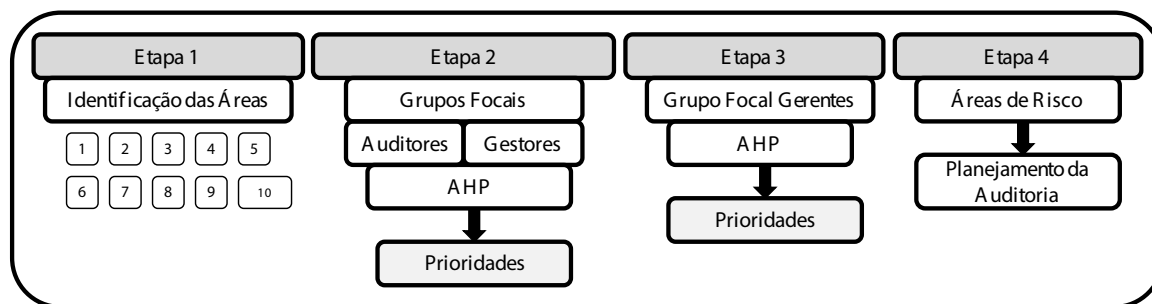 Etapa 1
Identificação das Áreas
1 2 3 4 5
6 7 8 9 10
Etapa 2
Grupos Focais
Auditores Gestores
AHP
Prioridades
Etapa 3
Grupo Focal Gerentes
AHP
Prioridades
Etapa 4
Áreas de Risco
Planejamento da
Auditoria